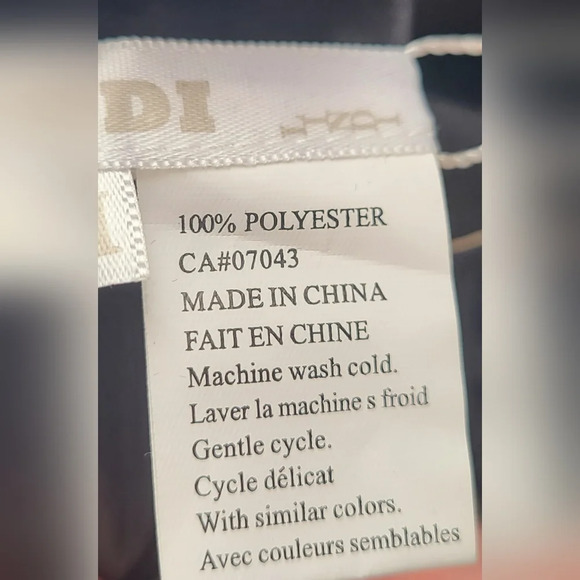 DI LINDI
100% POLYESTER
CA#07043
MADE IN CHINA
FAIT EN CHINE
Machine wash cold.
Laver la machine s froid
Gentle cycle.
Cycle délicat
With similar colors.
Avec couleurs semblables